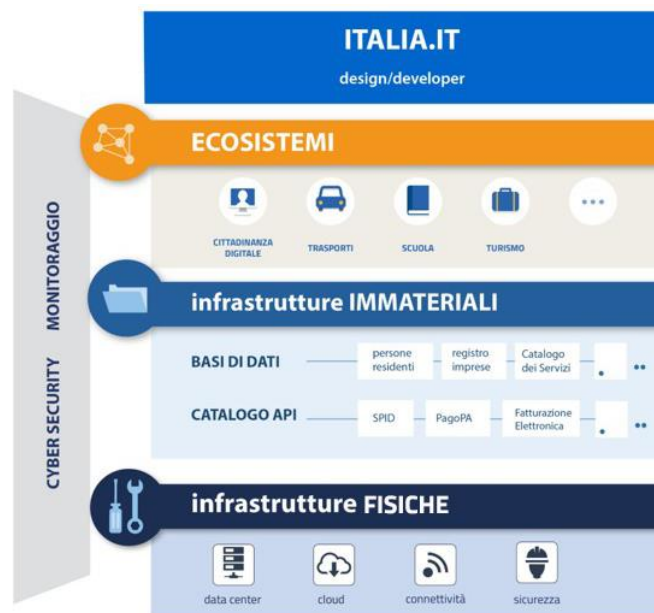 ITALIA.IT
design/developer
ECOSISTEMI
CITTADINANZA
DIGITALE
TRASPORTI
SCUOLA
TURISMO
infrastrutture IMMATERIALI
BASI DI DATI
persone
residenti
registro
imprese
Catalogo
dei Servizi
CATALOGO API
SPID
PagoPA
Fatturazione
Elettronica
infrastrutture FISICHE
data center
cloud
connettività
sicurezza
CYBER SECURITY MONITORAGGIO